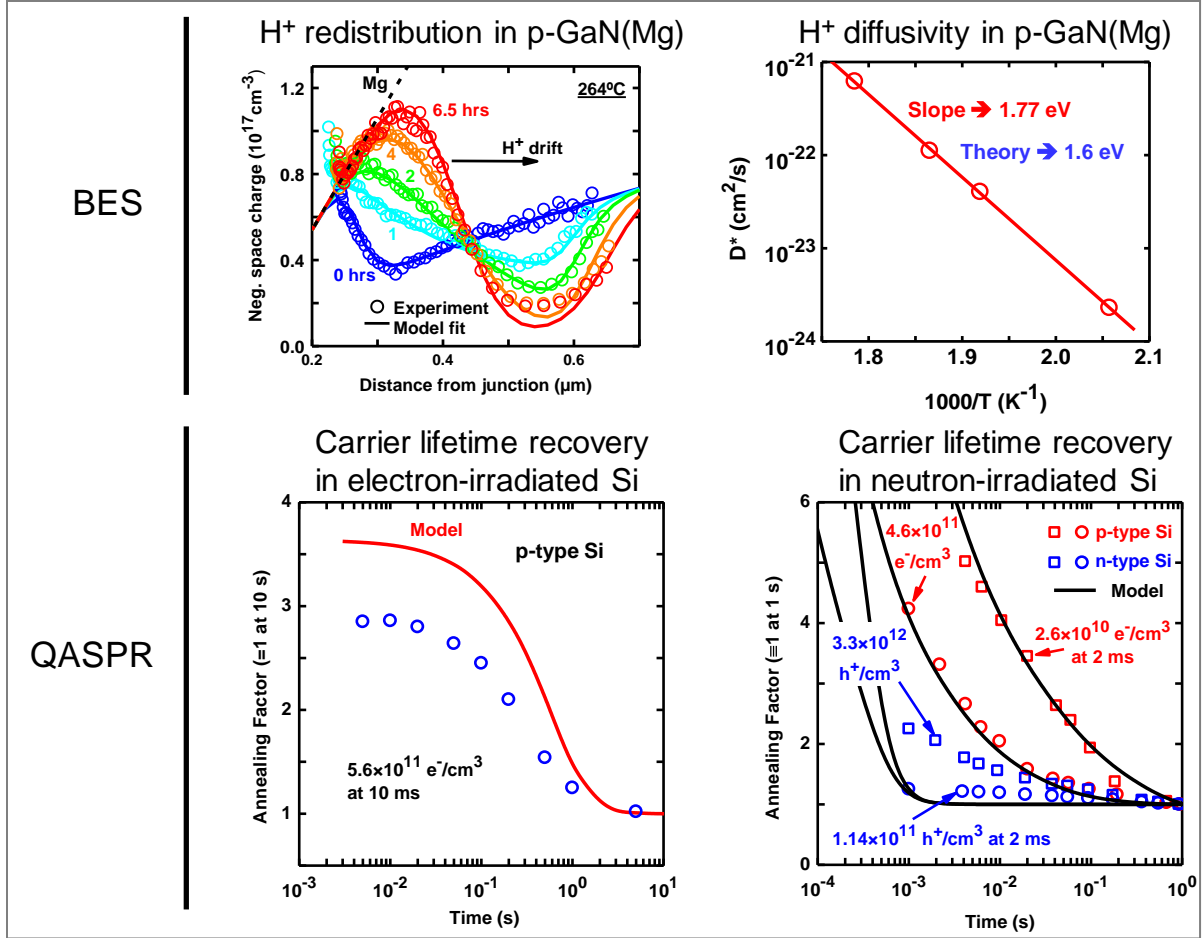 BES
H⁺ redistribution in p-GaN(Mg)
Neg. space charge (10¹⁷cm⁻³)
1.2
0.9
0.8
0.4
0.3
0.0
Mg
264ºC
6.5 hrs
4
H⁺ drift
2
1
0 hrs
Experiment
Model fit
0.2
0.4
0.6
Distance from junction (µm)
H⁺ diffusivity in p-GaN(Mg)
D* (cm²/s)
10⁻²¹
10⁻²²
10⁻²³
10⁻²⁴
Slope ➔ 1.77 eV
Theory ➔ 1.6 eV
1.8
1.9
2.0
2.1
1000/T (K⁻¹)
QASPR
Carrier lifetime recovery
in electron-irradiated Si
Annealing Factor (=1 at 10 s)
4
3
2
1
0
Model
p-type Si
5.6×10¹¹ e⁻/cm³
at 10 ms
10⁻³
10⁻²
10⁻¹
10⁰
10¹
Time (s)
Carrier lifetime recovery
in neutron-irradiated Si
Annealing Factor (≡1 at 1 s)
6
4
2
0
4.6×10¹¹
e⁻/cm³
p-type Si
n-type Si
Model
3.3×10¹²
h⁺/cm³
2.6×10¹⁰ e⁻/cm³
at 2 ms
1.14×10¹¹ h⁺/cm³ at 2 ms
10⁻⁴
10⁻³
10⁻²
10⁻¹
10⁰
Time (s)